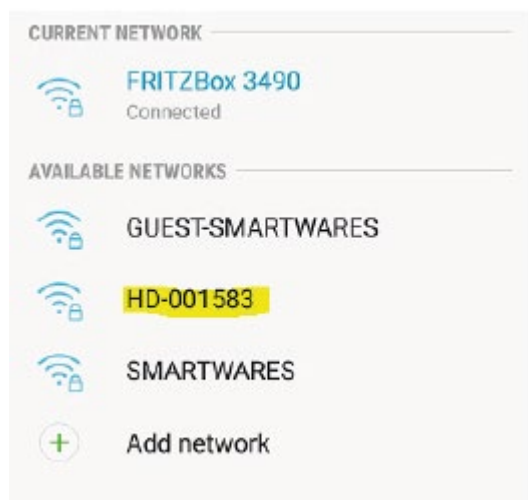 CURRENT NETWORK
FRITZBox 3490
Connected
AVAILABLE NETWORKS
GUEST-SMARTWARES
HD-001583
SMARTWARES
Add network